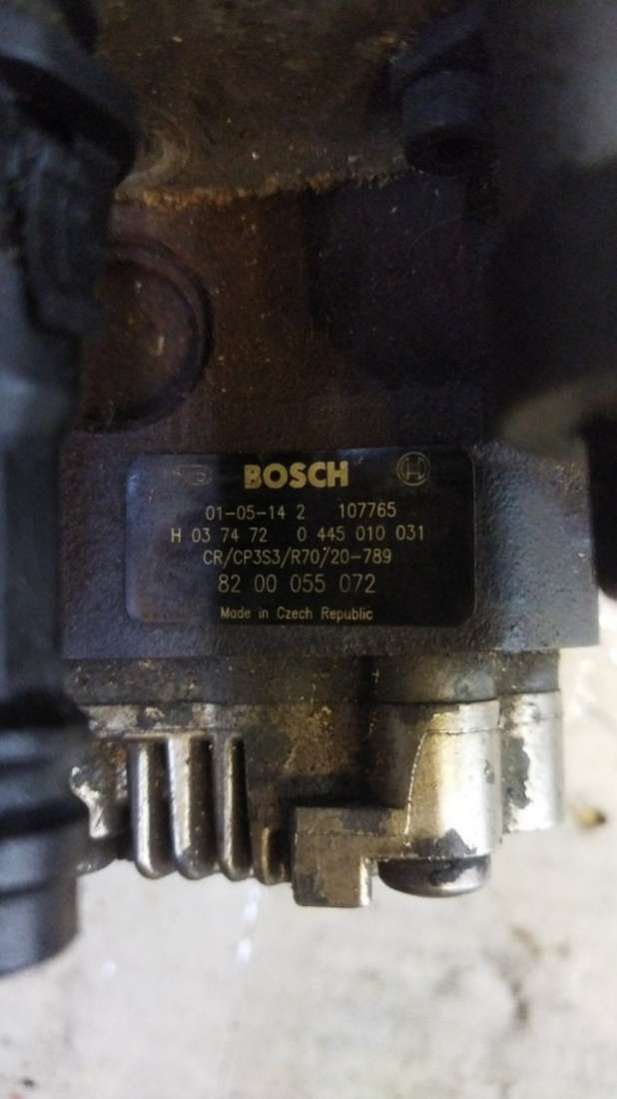 BOSCH
01-05-14 2 107765
H 03 74 72 0 445 010 031
CR/CP3S3/R70/20-789
82 00 055 072
Made in Czech Republic